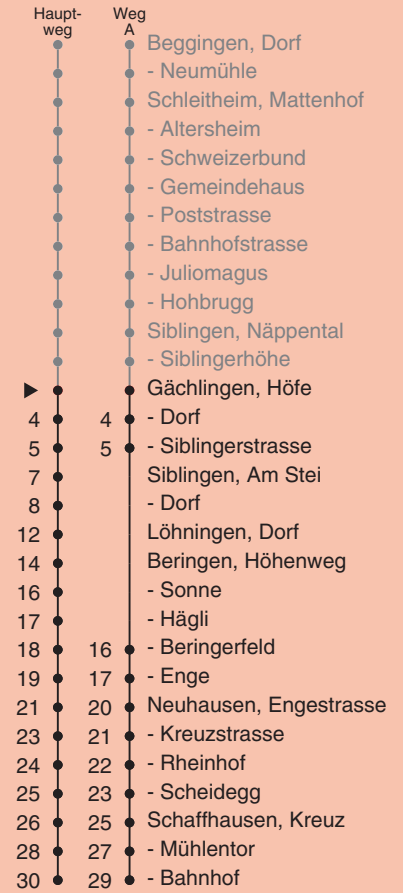 Haupt- Weg
weg A
Beggingen, Dorf
- Neumühle
Schleitheim, Mattenhof
- Altersheim
- Schweizerbund
- Gemeindehaus
- Poststrasse
- Bahnhofstrasse
- Juliomagus
- Hohbrugg
Siblingen, Näppental
- Siblingerhöhe
Gächlingen, Höfe
4 4 - Dorf
5 5 - Siblingerstrasse
7 Siblingen, Am Stei
8 - Dorf
12 Löhningen, Dorf
14 Beringen, Höhenweg
16 - Sonne
17 - Hägli
18 16 - Beringerfeld
19 17 - Enge
21 20 Neuhausen, Engestrasse
23 21 - Kreuzstrasse
24 22 - Rheinhof
25 23 - Scheidegg
26 25 Schaffhausen, Kreuz
28 27 - Mühlentor
30 29 - Bahnhof